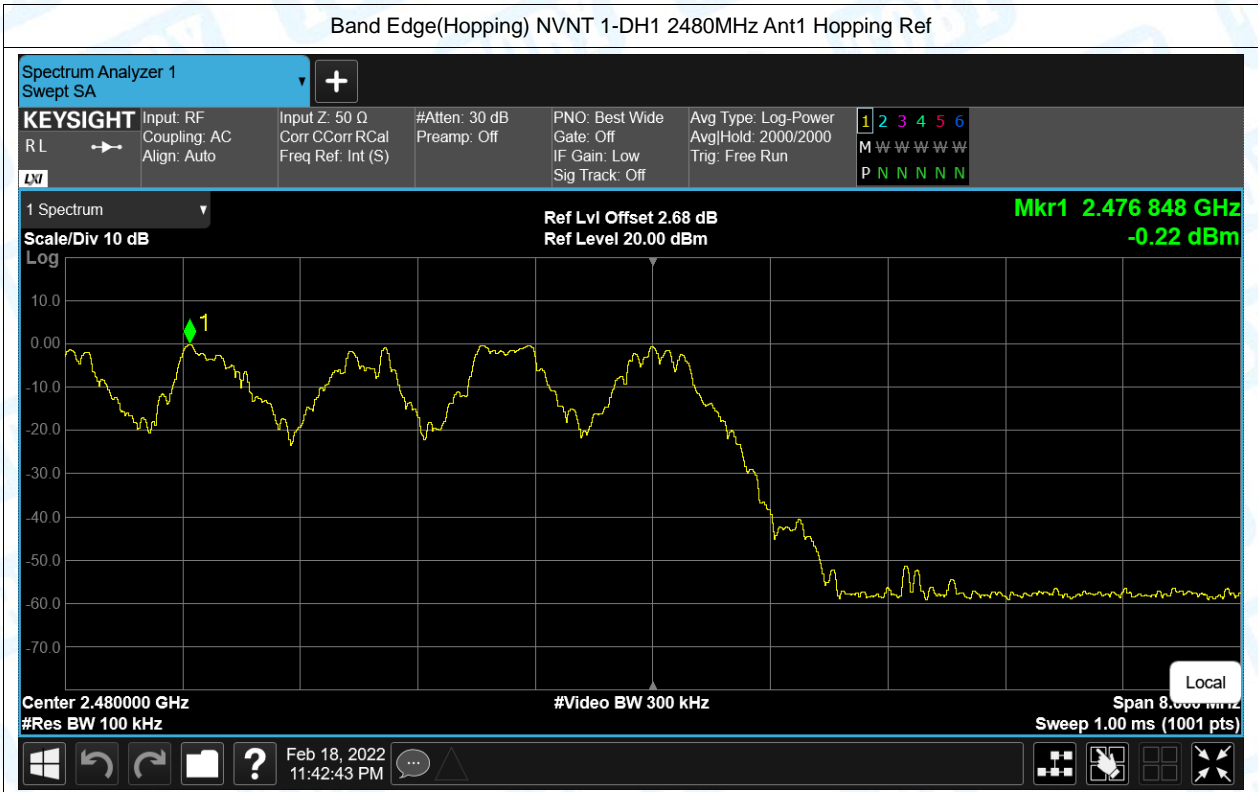 Band Edge(Hopping) NVNT 1-DH1 2480MHz Ant1 Hopping Ref
Spectrum Analyzer 1
Swept SA
+
KEYSIGHT
RL
LXI
Input: RF
Coupling: AC
Align: Auto
Input Z: 50 Ω
Corr CCorr RCal
Freq Ref: Int (S)
#Atten: 30 dB
Preamp: Off
PNO: Best Wide
Gate: Off
IF Gain: Low
Sig Track: Off
Avg Type: Log-Power
Avg|Hold: 2000/2000
Trig: Free Run
1 2 3 4 5 6
M W W W W W
P N N N N N
1 Spectrum
Scale/Div 10 dB
Ref Lvl Offset 2.68 dB
Ref Level 20.00 dBm
Mkr1 2.476 848 GHz
-0.22 dBm
Log
10.0
0.00
-10.0
-20.0
-30.0
-40.0
-50.0
-60.0
-70.0
1
Center 2.480000 GHz
#Res BW 100 kHz
#Video BW 300 kHz
Local
Span 8.000 MHz
Sweep 1.00 ms (1001 pts)
?
Feb 18, 2022
11:42:43 PM